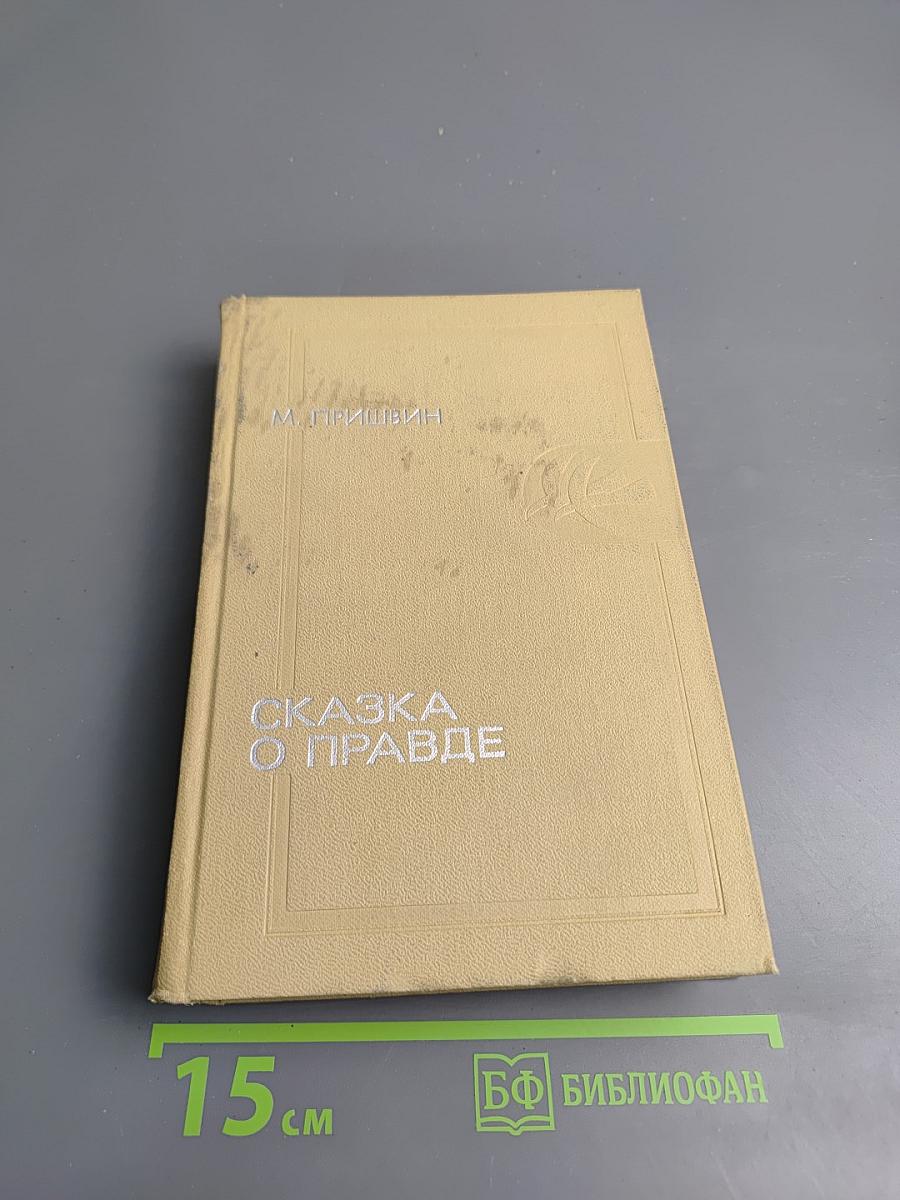 М. ПРИШВИН
СКАЗКА
О ПРАВДЕ
15 см
БФ БИБЛИОФАН